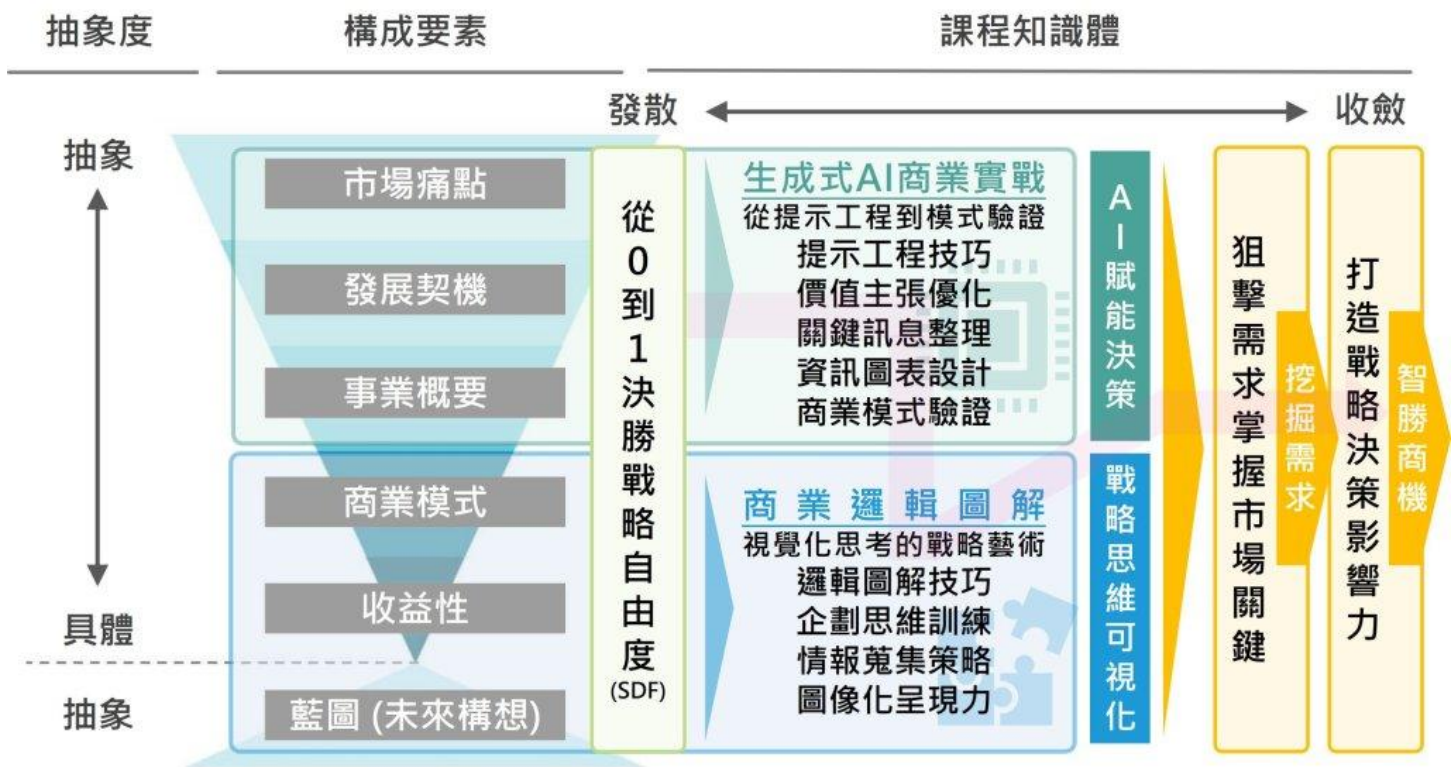 抽象度
構成要素
課程知識體
發散
收斂
抽象
具體
抽象
市場痛點
發展契機
事業概要
商業模式
收益性
藍圖 (未來構想)
從0到1決勝戰略自由度
(SDF)
生成式AI商業實戰
從提示工程到模式驗證
提示工程技巧
價值主張優化
關鍵訊息整理
資訊圖表設計
商業模式驗證
商業邏輯圖解
視覺化思考的戰略藝術
邏輯圖解技巧
企劃思維訓練
情報蒐集策略
圖像化呈現力
AI賦能決策
戰略思維可視化
狙擊需求掌握市場關鍵
挖掘需求
打造戰略決策影響力
智勝商機